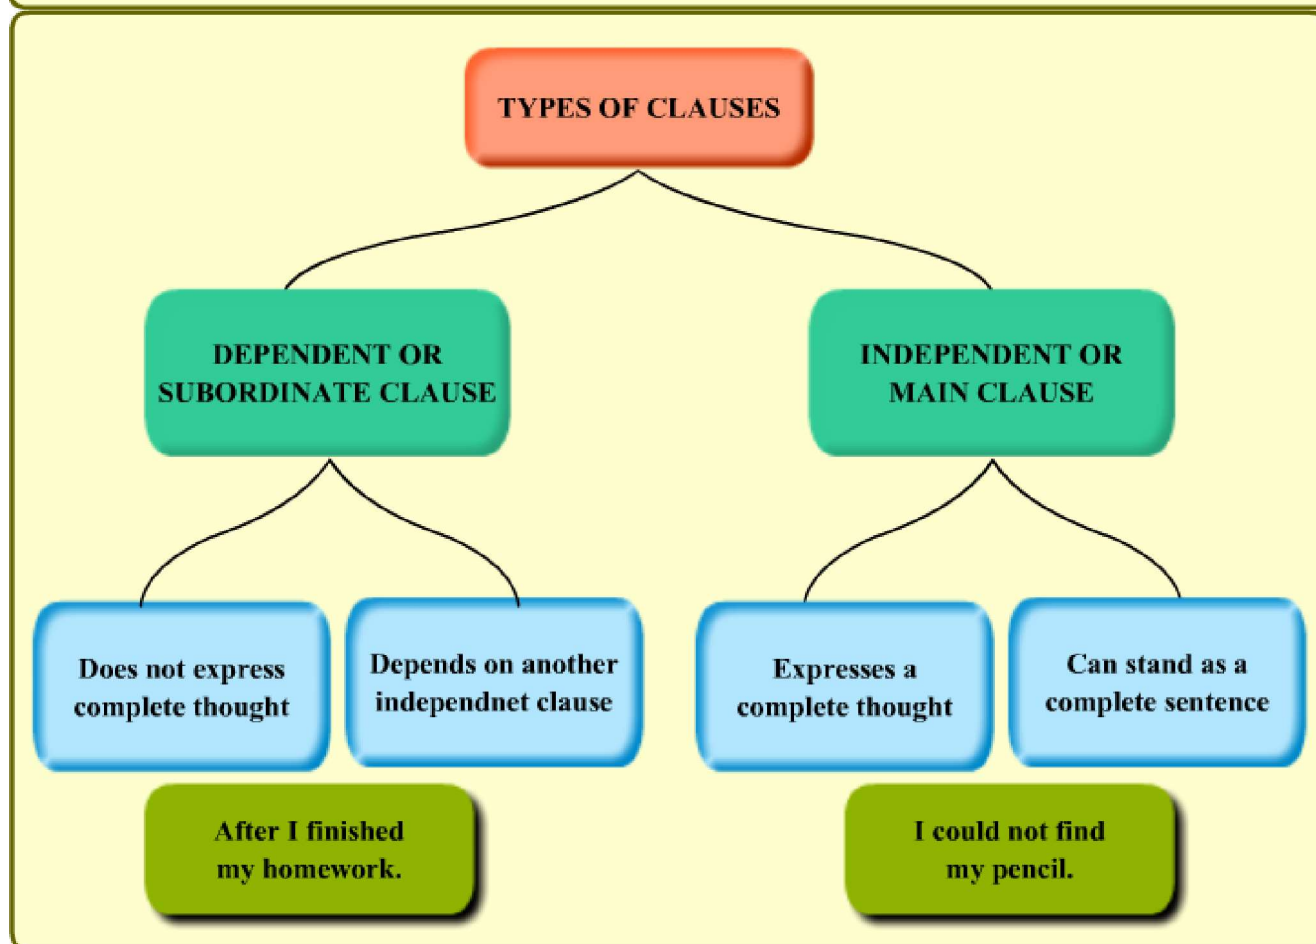 TYPES OF CLAUSES
DEPENDENT OR
SUBORDINATE CLAUSE
INDEPENDENT OR
MAIN CLAUSE
Does not express
complete thought
Depends on another
independnet clause
Expresses a
complete thought
Can stand as a
complete sentence
After I finished
my homework.
I could not find
my pencil.